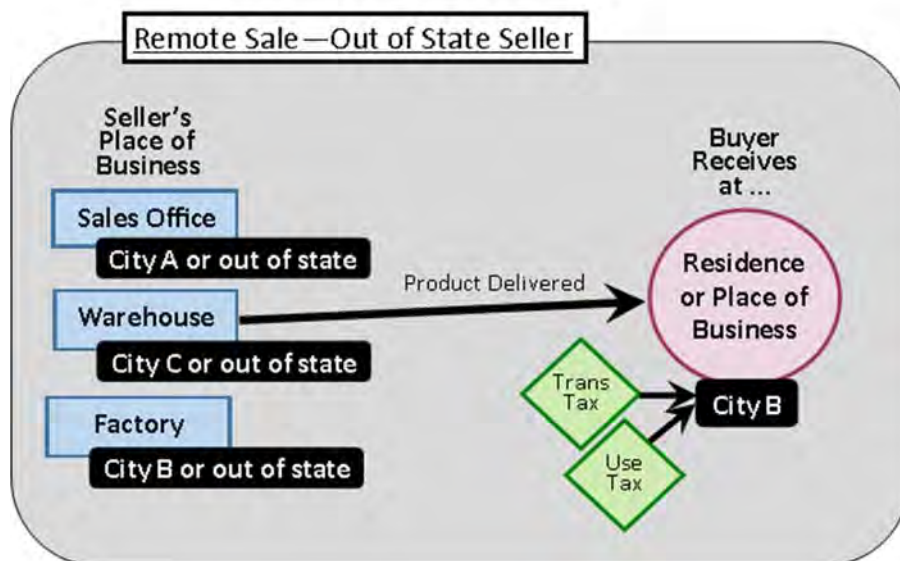 Remote Sale—Out of State Seller
Seller's
Place of
Business
Sales Office
City A or out of state
Warehouse
City C or out of state
Factory
City B or out of state
Product Delivered
Buyer
Receives
at ...
Residence
or Place of
Business
City B
Trans
Tax
Use
Tax